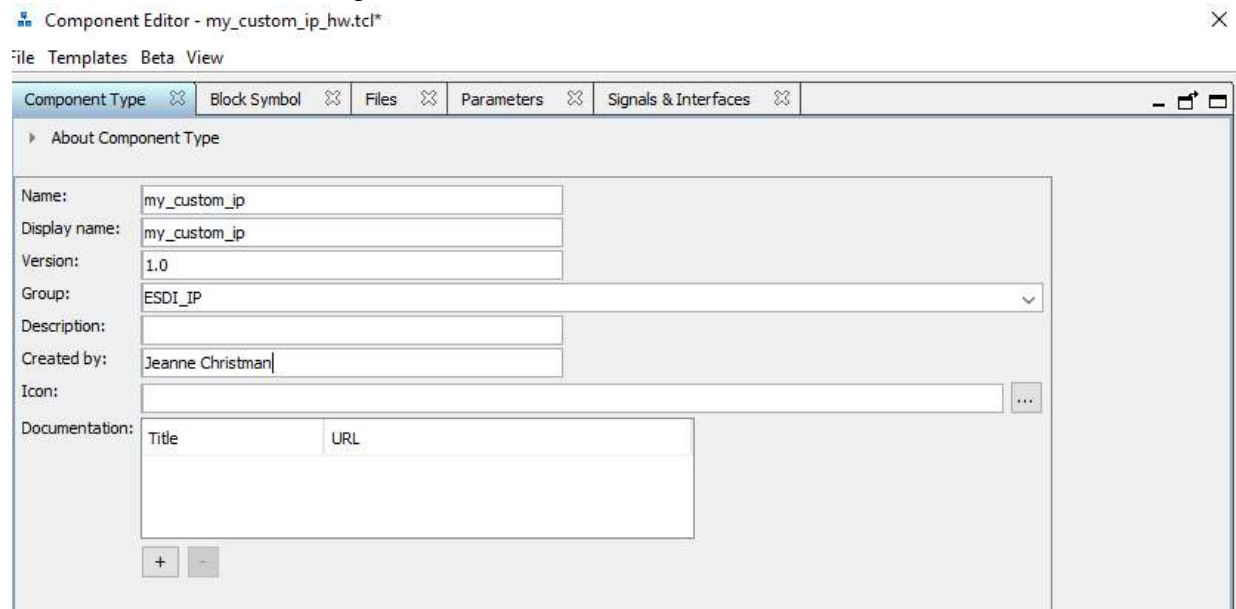 Component Editor - my_custom_ip_hw.tcl*
File Templates Beta View
Component Type Block Symbol Files Parameters Signals & Interfaces
About Component Type
Name: my_custom_ip
Display name: my_custom_ip
Version: 1.0
Group: ESDI_IP
Description:
Created by: Jeanne Christman
Icon: ...
Documentation: Title URL
+ -